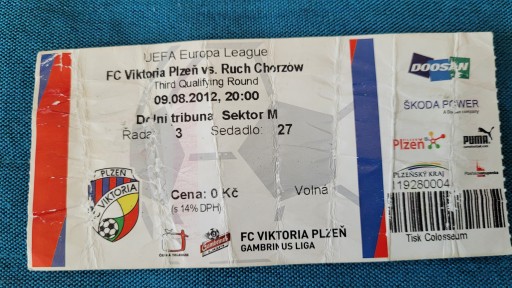 UEFA Europa League
FC Viktoria Plzeň vs. Ruch Chorzów
Third Qualifying Round
09.08.2012, 20:00
Dolní tribuna Sektor M
Řada: 3 Sedadlo: 27
PLZEŇ
VIKTORIA
Cena: 0 Kč Volná
(s 14% DPH)
FC VIKTORIA PLZEŇ
GAMBRINUS LIGA
DOOSAN
ŠKODA POWER
Plzeň
PUMA
PLZEŇSKÝ KRAJ
119280004
Tisk Colosseum